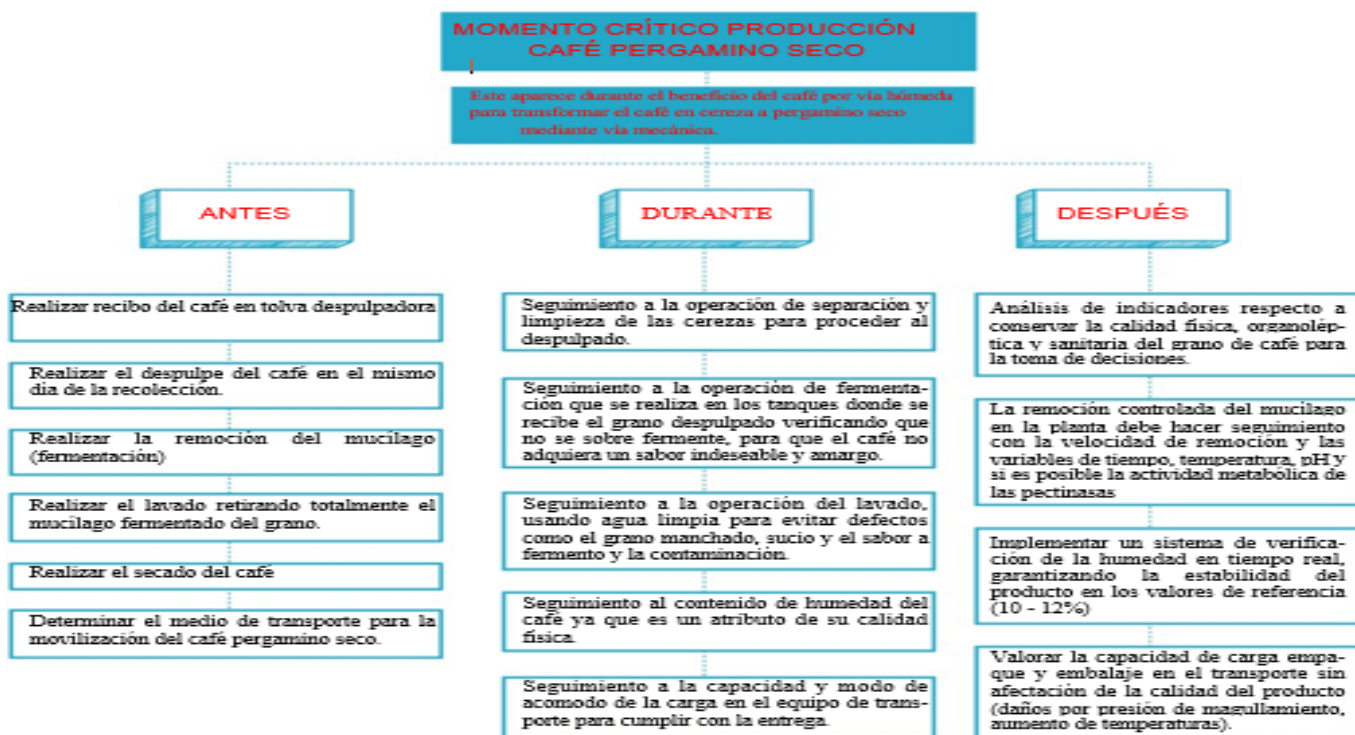 MOMENTO CRÍTICO PRODUCCIÓN
CAFÉ PERGAMINO SECO
Este aparece durante el beneficio del café por vía húmeda
para transformar el café en cereza a pergamino seco
mediante vía mecánica.
ANTES
Realizar recibo del café en tolva despulpadora
Realizar el despulpe del café en el mismo
día de la recolección.
Realizar la remoción del mucílago
(fermentación)
Realizar el lavado retirando totalmente el
mucílago fermentado del grano.
Realizar el secado del café
Determinar el medio de transporte para la
movilización del café pergamino seco.
DURANTE
Seguimiento a la operación de separación y
limpieza de las cerezas para proceder al
despulpado.
Seguimiento a la operación de fermenta-
ción que se realiza en los tanques donde se
recibe el grano despulpado verificando que
no se sobre fermente, para que el café no
adquiera un sabor indeseable y amargo.
Seguimiento a la operación del lavado,
usando agua limpia para evitar defectos
como el grano manchado, sucio y el sabor a
fermento y la contaminación.
Seguimiento al contenido de humedad del
café ya que es un atributo de su calidad
física.
Seguimiento a la capacidad y modo de
acomodo de la carga en el equipo de trans-
porte para cumplir con la entrega.
DESPUÉS
Análisis de indicadores respecto a
conservar la calidad física, organolép-
tica y sanitaria del grano de café para
la toma de decisiones.
La remoción controlada del mucílago
en la planta debe hacer seguimiento
con la velocidad de remoción y las
variables de tiempo, temperatura, pH y
si es posible la actividad metabólica de
las pectinasas
Implementar un sistema de verifica-
ción de la humedad en tiempo real,
garantizando la estabilidad del
producto en los valores de referencia
(10 - 12%)
Valorar la capacidad de carga empa-
que y embalaje en el transporte sin
afectación de la calidad del producto
(daños por presión de magullamiento,
aumento de temperaturas).